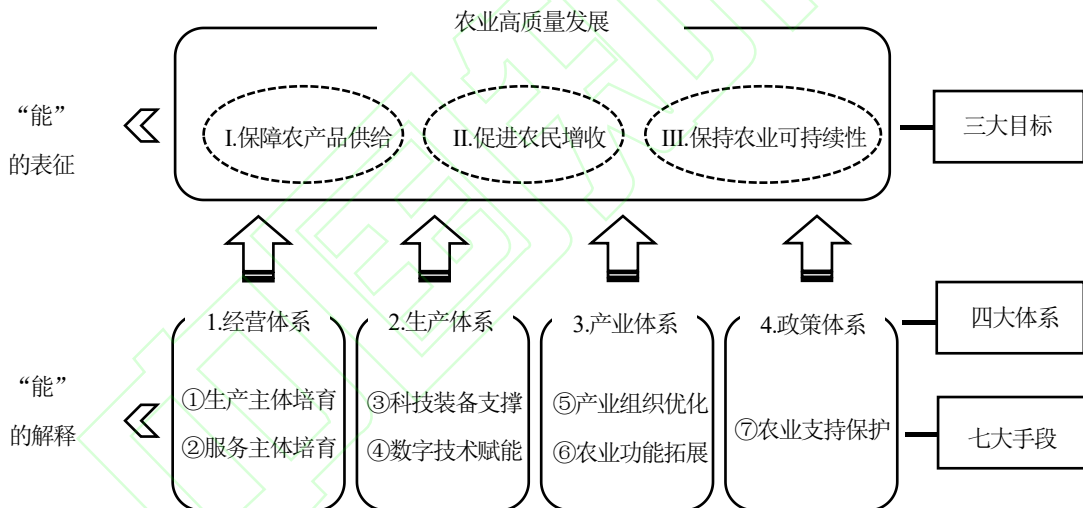 农业高质量发展
“能”
的表征
I.保障农产品供给
II.促进农民增收
III.保持农业可持续性
三大目标
1.经营体系
2.生产体系
3.产业体系
4.政策体系
四大体系
“能”
的解释
①生产主体培育
②服务主体培育
③科技装备支撑
④数字技术赋能
⑤产业组织优化
⑥农业功能拓展
⑦农业支持保护
七大手段